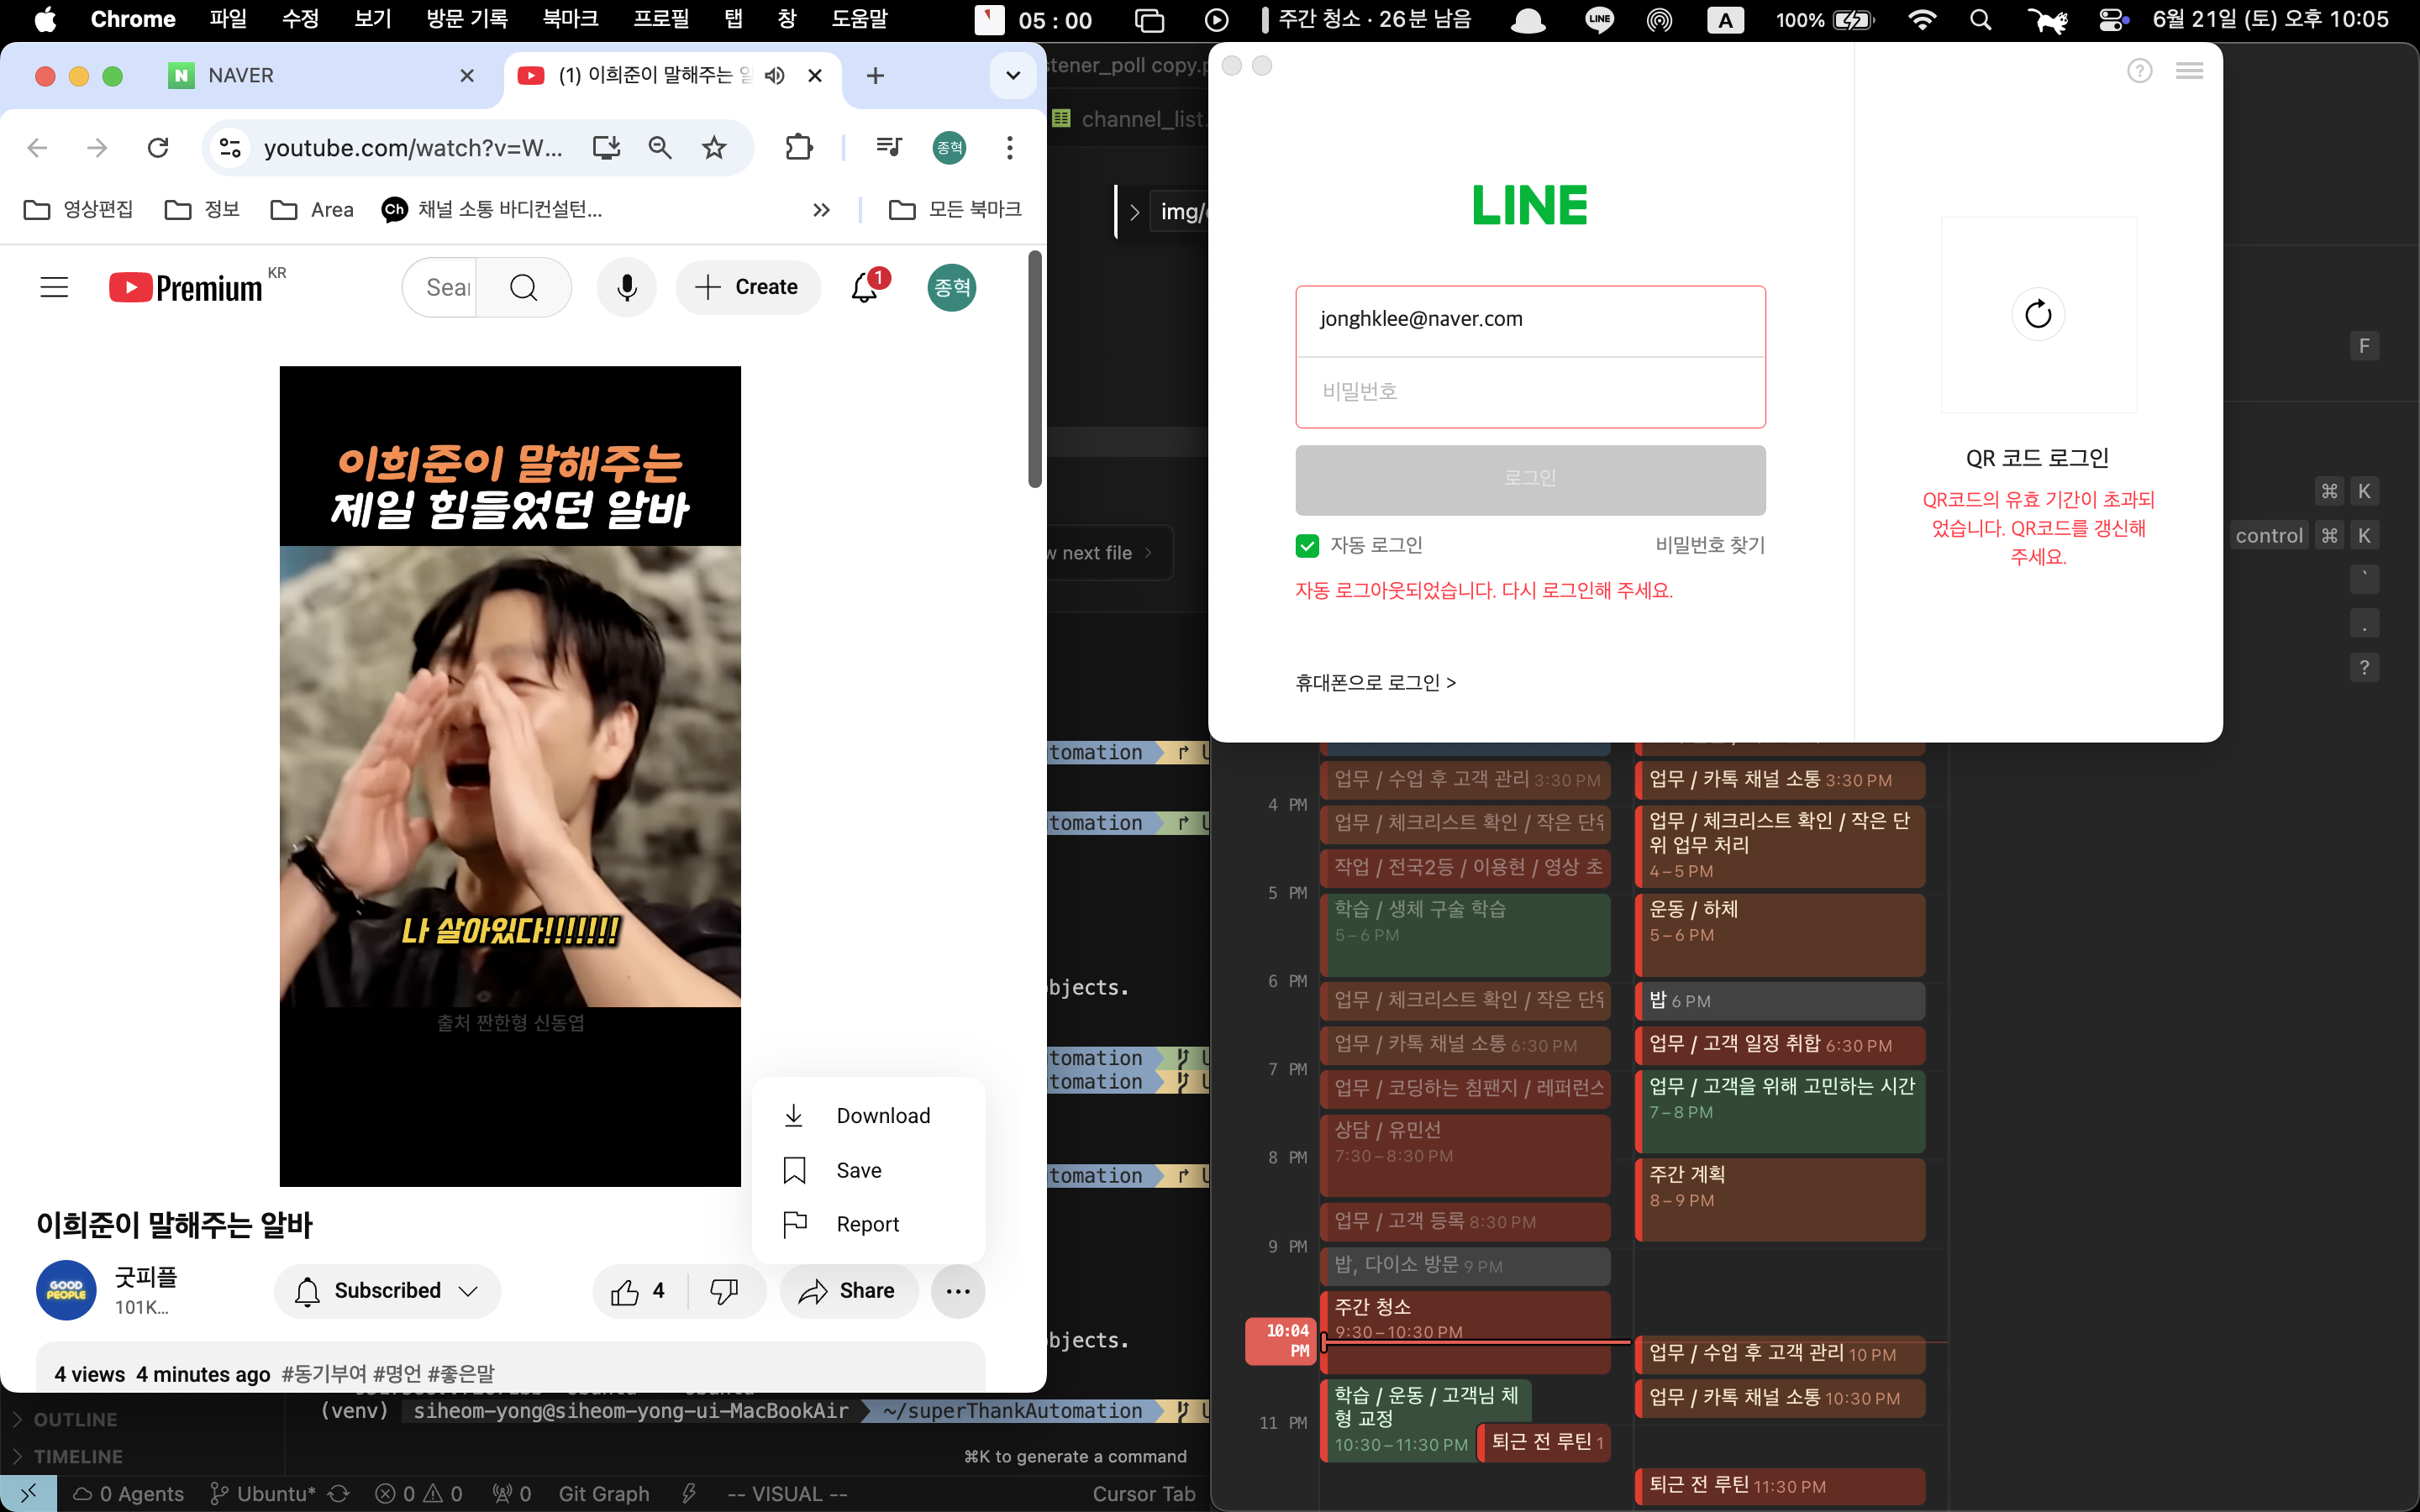 Chrome 파일 수정 보기 방문 기록 북마크 프로필 탭 창 도움말 05 : 00 주간 청소 · 26분 남음 LINE A 100% 6월 21일 (토) 오후 10:05
N NAVER
(1) 이희준이 말해주는
youtube.com/watch?v=W...
종혁
영상편집
정보
Area
Ch 채널 소통 바디컨설턴...
모든 북마크
Premium KR
Create
1
종혁
이희준이 말해주는
제일 힘들었던 알바
나 살아있다!!!!!!!
출처 짠한형 신동엽
Download
Save
Report
이희준이 말해주는 알바
GOOD PEOPLE
굿피플
101K...
Subscribed
4
Share
4 views 4 minutes ago #동기부여 #명언 #좋은말
stener_poll copy.p
channel_list.
img/
next file
tomation
tomation
bjects.
tomation
tomation
tomation
bjects.
(venv) siheom-yong@siheom-yong-ui-MacBookAir ~/superThankAutomation
⌘K to generate a command
OUTLINE
TIMELINE
0 Agents
Ubuntu*
0 0
0
Git Graph
-- VISUAL --
Cursor Tab
LINE
jonghklee@naver.com
비밀번호
로그인
자동 로그인
비밀번호 찾기
자동 로그아웃되었습니다. 다시 로그인해 주세요.
휴대폰으로 로그인 >
QR 코드 로그인
QR코드의 유효 기간이 초과되
었습니다. QR코드를 갱신해
주세요.
F
⌘ K
control ⌘ K
`
.
?
4 PM
5 PM
6 PM
7 PM
8 PM
9 PM
10:04
PM
11 PM
업무 / 수업 후 고객 관리 3:30 PM
업무 / 체크리스트 확인 / 작은 단위
작업 / 전국2등 / 이용현 / 영상 초
학습 / 생체 구술 학습
5 – 6 PM
업무 / 체크리스트 확인 / 작은 단위
업무 / 카톡 채널 소통 6:30 PM
업무 / 코딩하는 침팬지 / 레퍼런스
상담 / 유민선
7:30 – 8:30 PM
업무 / 고객 등록 8:30 PM
밥, 다이소 방문 9 PM
주간 청소
9:30 – 10:30 PM
학습 / 운동 / 고객님 체
형 교정
10:30 – 11:30 PM
퇴근 전 루틴 1
업무 / 카톡 채널 소통 3:30 PM
업무 / 체크리스트 확인 / 작은 단
위 업무 처리
4 – 5 PM
운동 / 하체
5 – 6 PM
밥 6 PM
업무 / 고객 일정 취합 6:30 PM
업무 / 고객을 위해 고민하는 시간
7 – 8 PM
주간 계획
8 – 9 PM
업무 / 수업 후 고객 관리 10 PM
업무 / 카톡 채널 소통 10:30 PM
퇴근 전 루틴 11:30 PM